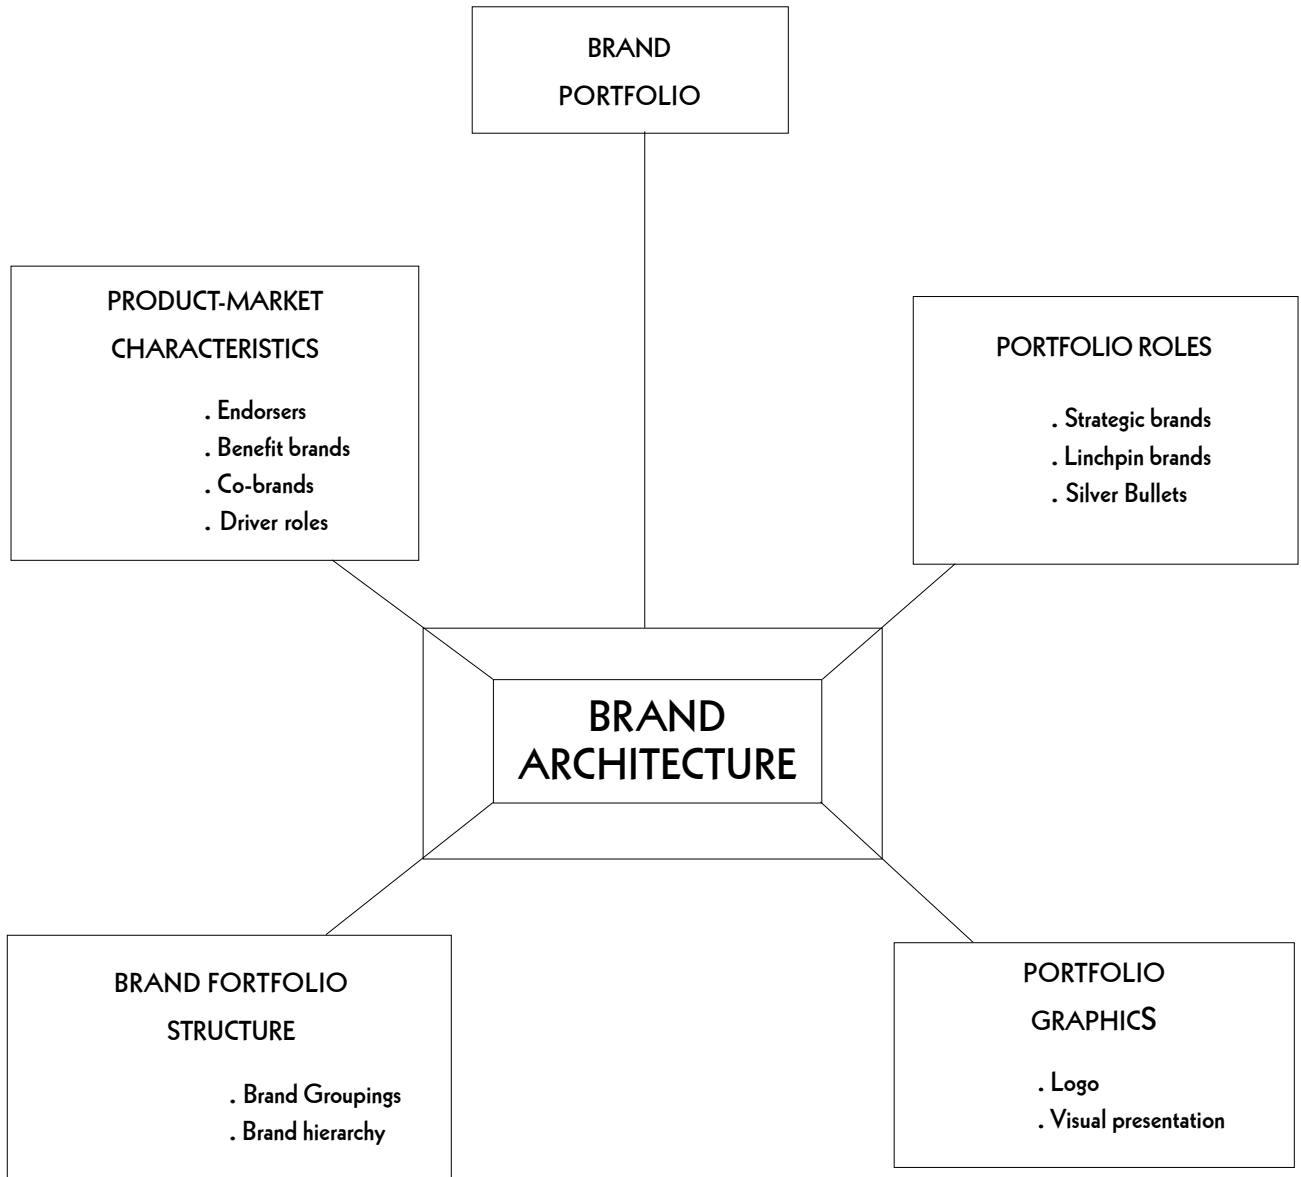 BRAND
PORTFOLIO
PRODUCT-MARKET
CHARACTERISTICS
. Endorsers
. Benefit brands
. Co-brands
. Driver roles
PORTFOLIO ROLES
. Strategic brands
. Linchpin brands
. Silver Bullets
BRAND
ARCHITECTURE
BRAND FORTFOLIO
STRUCTURE
. Brand Groupings
. Brand hierarchy
PORTFOLIO
GRAPHICS
. Logo
. Visual presentation